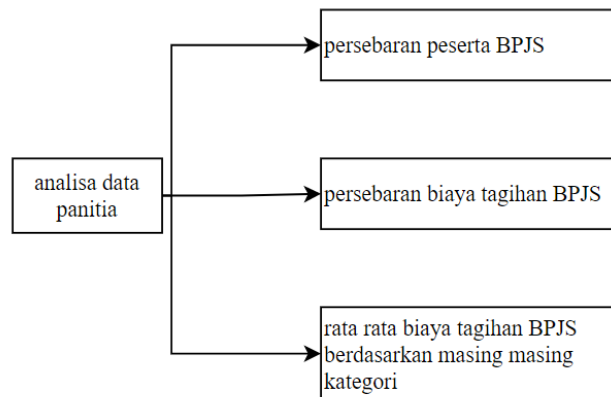 persebaran peserta BPJS
analisa data
panitia
persebaran biaya tagihan BPJS
rata rata biaya tagihan BPJS
berdasarkan masing masing
kategori